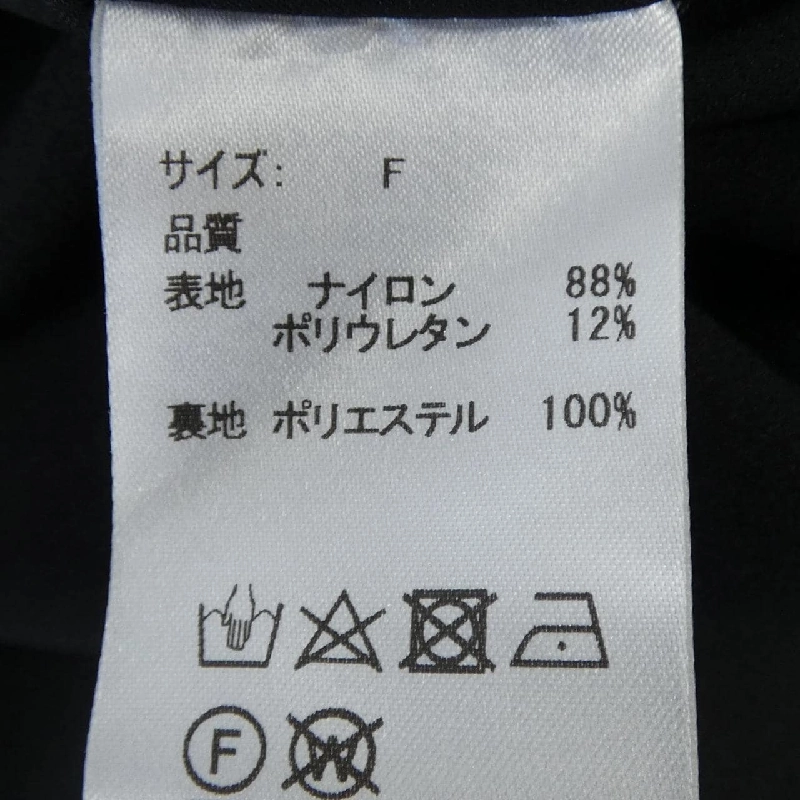 サイズ: F
品質
表地 ナイロン 88%
ポリウレタン 12%
裏地 ポリエステル 100%
F W